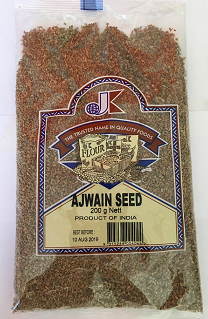 JK
THE TRUSTED NAME IN QUALITY FOODS
FLOUR
AJWAIN SEED
200 g Nett
PRODUCT OF INDIA
BEST BEFORE
10 AUG 2019